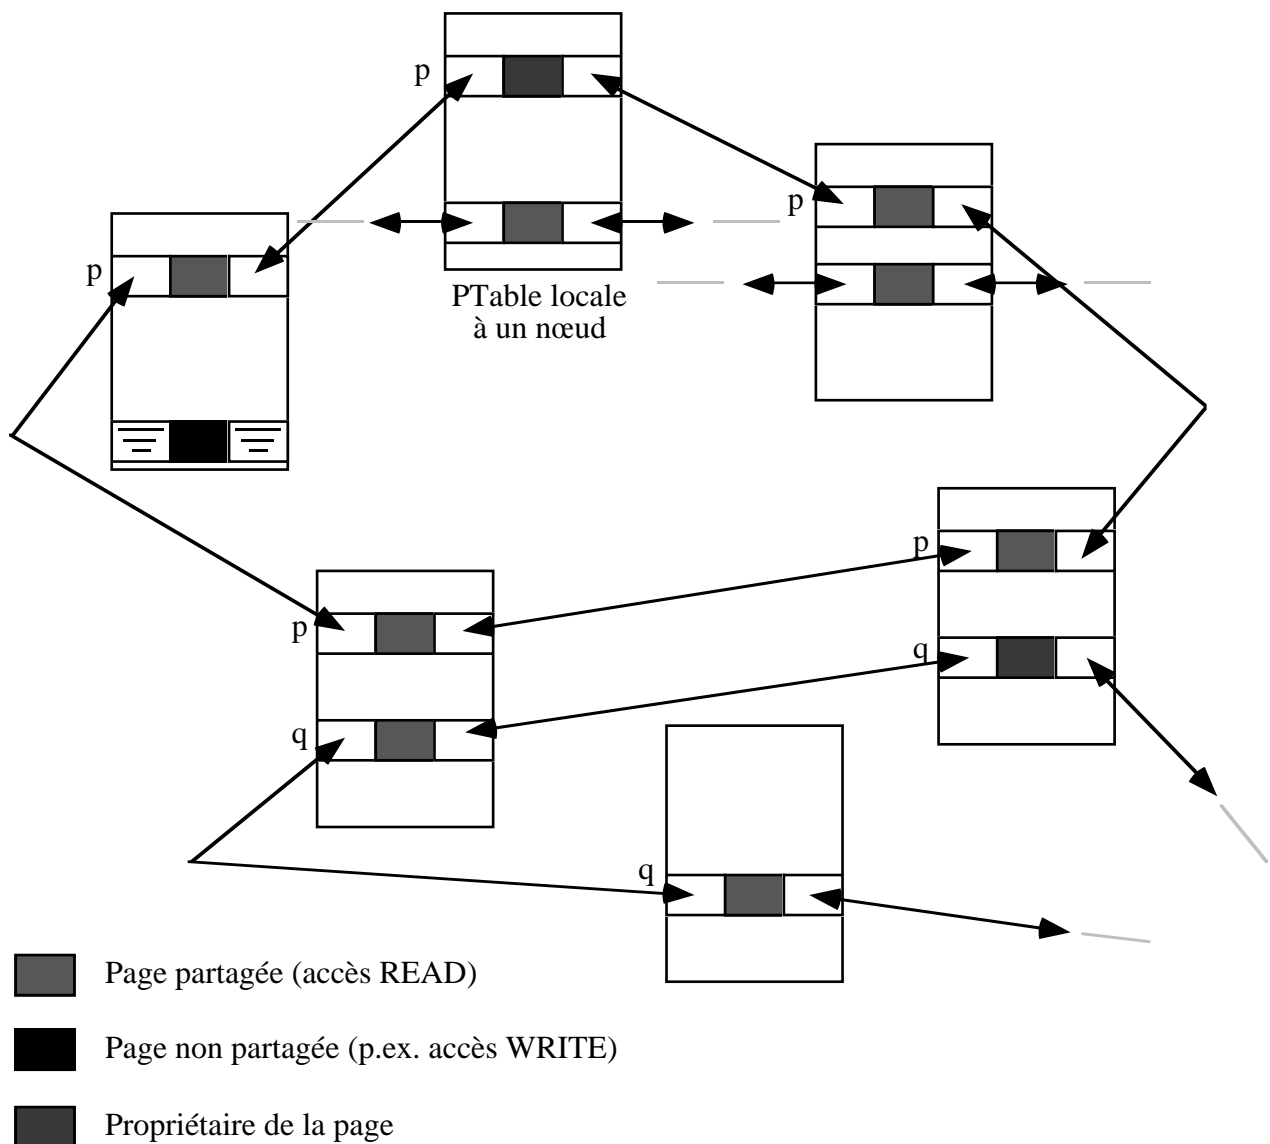 p
p
p
PTable locale
à un nœud
p
p
q
p
q
q
Page partagée (accès READ)
Page non partagée (p.ex. accès WRITE)
Propriétaire de la page